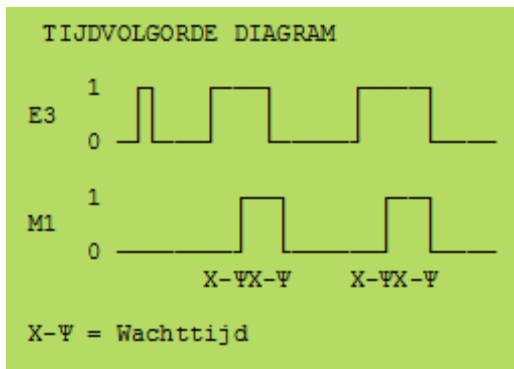 TIJDVOLGORDE DIAGRAM
1
E3
0
1
M1
0
X-ΨX-Ψ X-ΨX-Ψ
X-Ψ = Wachttijd